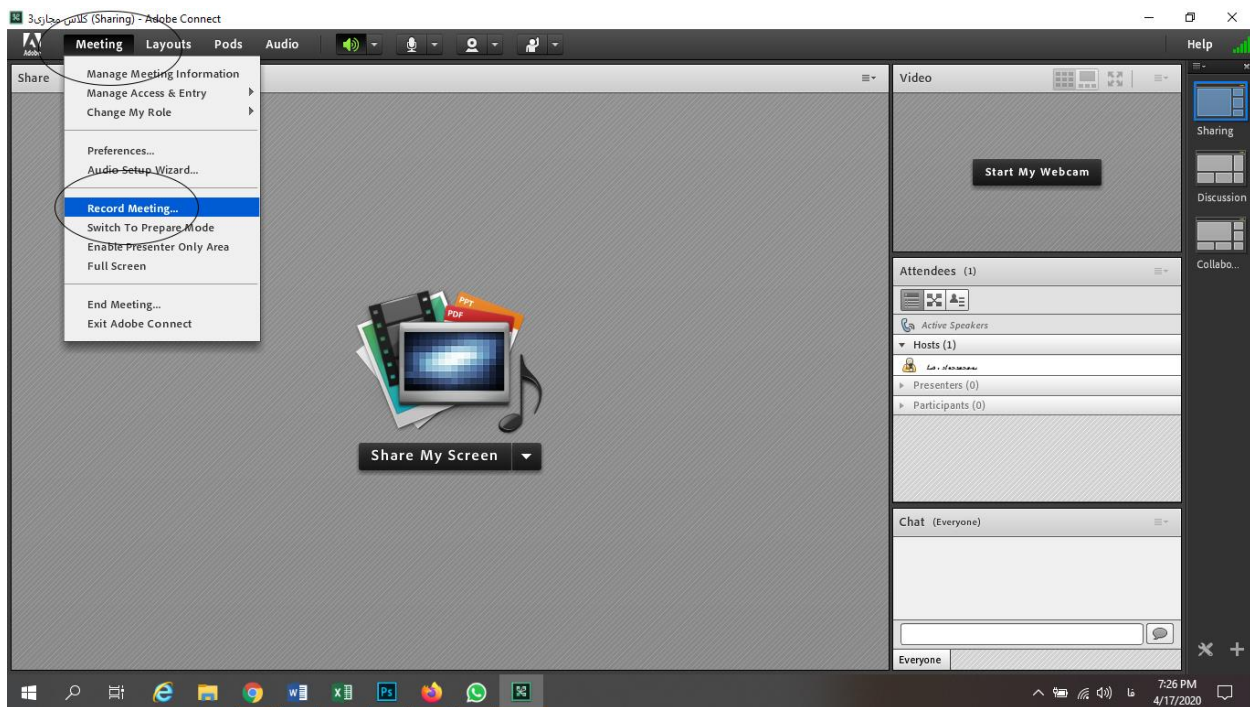 کلاس مجازی3 (Sharing) - Adobe Connect
Adobe
Meeting Layouts Pods Audio Help
Manage Meeting Information
Manage Access & Entry
Change My Role
Preferences...
Audio Setup Wizard...
Record Meeting...
Switch To Prepare Mode
Enable Presenter Only Area
Full Screen
End Meeting...
Exit Adobe Connect
Share
PPT
PDF
Share My Screen
Video
Start My Webcam
Attendees (1)
Active Speakers
Hosts (1)
Presenters (0)
Participants (0)
Chat (Everyone)
Everyone
Sharing
Discussion
Collabo...
Ps
فا
7:26 PM
4/17/2020